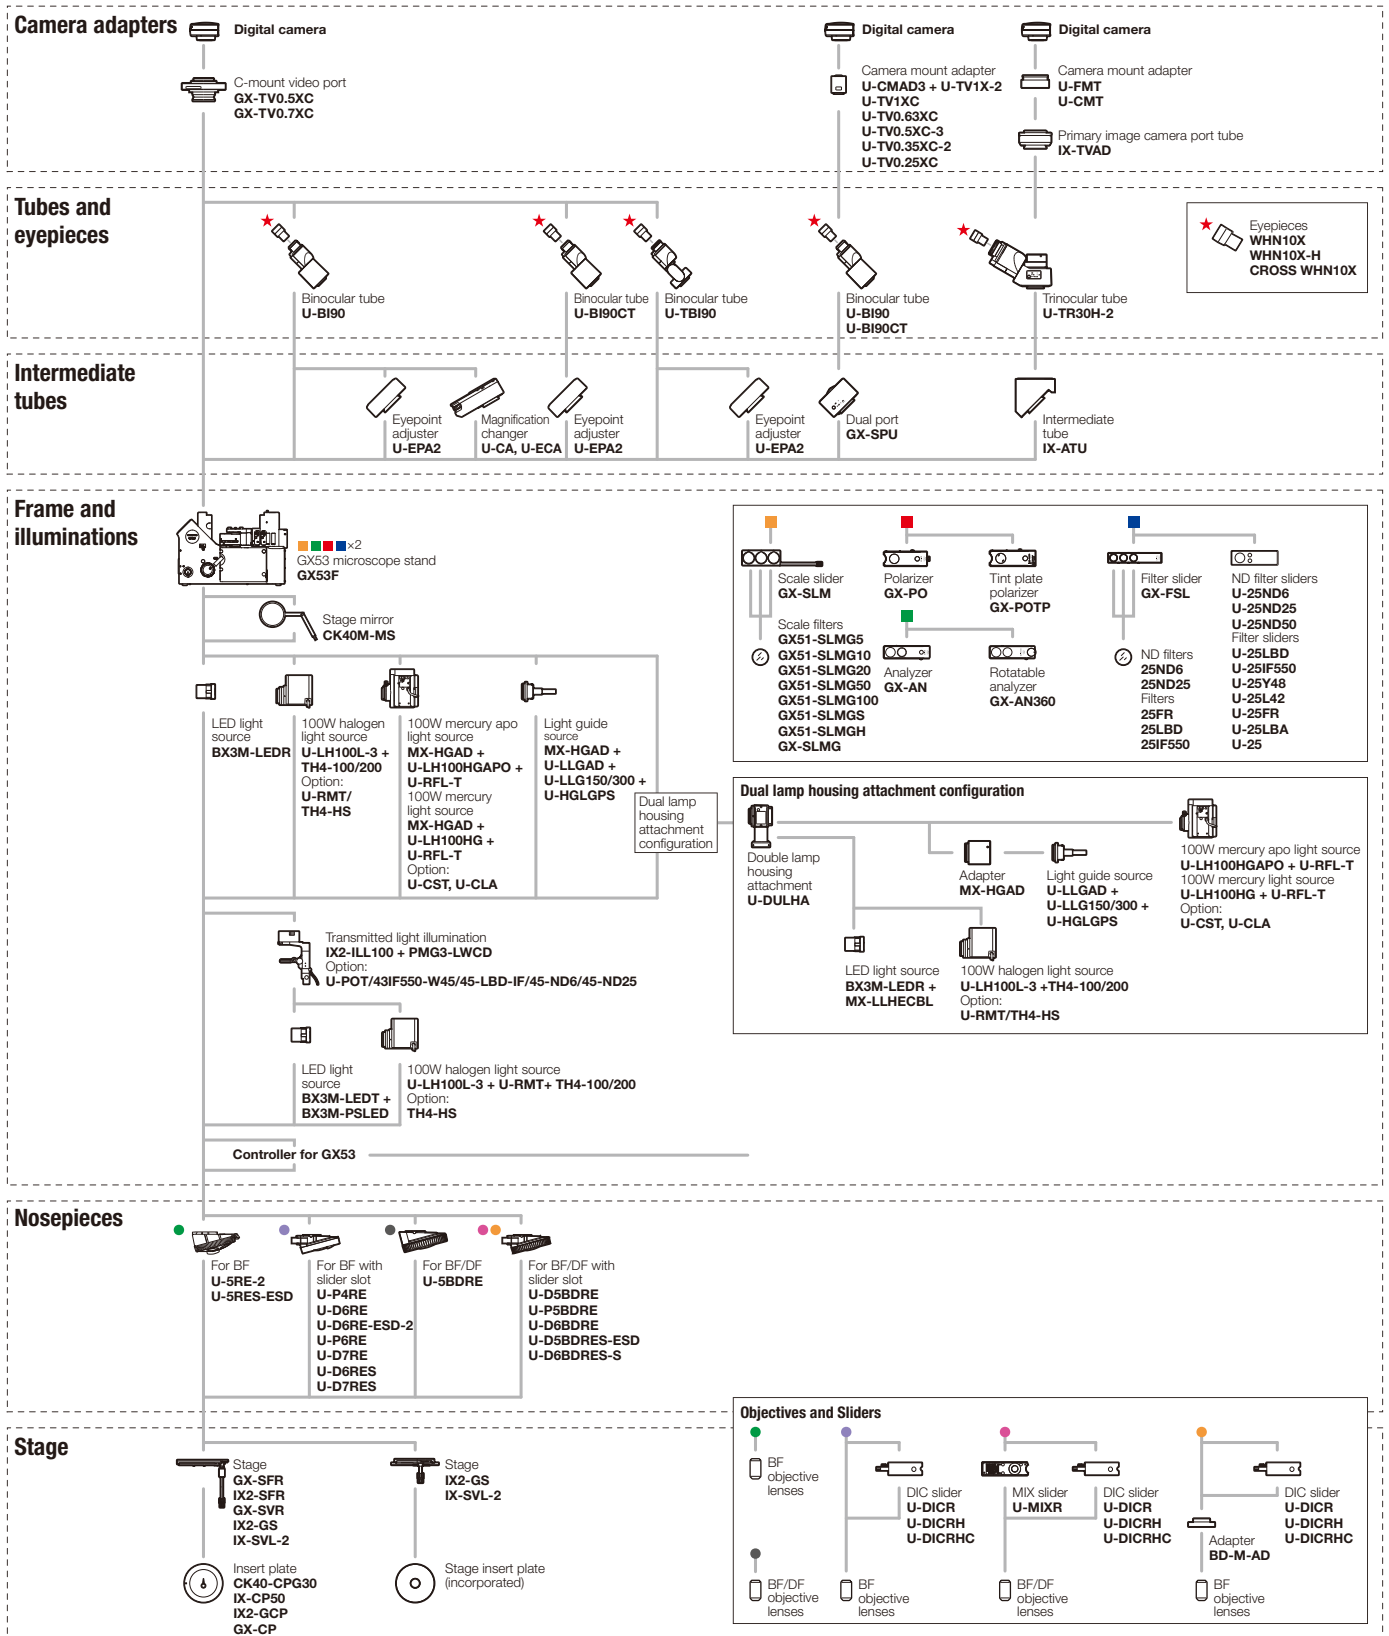 Camera adapters
Digital camera
C-mount video port
GX-TV0.5XC
GX-TV0.7XC
Digital camera
Camera mount adapter
U-CMAD3 + U-TV1X-2
U-TV1XC
U-TV0.63XC
U-TV0.5XC-3
U-TV0.35XC-2
U-TV0.25XC
Digital camera
Camera mount adapter
U-FMT
U-CMT
Primary image camera port tube
IX-TVAD
Tubes and
eyepieces
Binocular tube
U-BI90
Binocular tube
U-BI90CT
Binocular tube
U-TBI90
Binocular tube
U-BI90
U-BI90CT
Trinocular tube
U-TR30H-2
Eyepieces
WHN10X
WHN10X-H
CROSS WHN10X
Intermediate
tubes
Eyepoint
adjuster
U-EPA2
Magnification
changer
U-CA, U-ECA
Eyepoint
adjuster
U-EPA2
Eyepoint
adjuster
U-EPA2
Dual port
GX-SPU
Intermediate
tube
IX-ATU
Frame and
illuminations
×2
GX53 microscope stand
GX53F
Stage mirror
CK40M-MS
LED light
source
BX3M-LEDR
100W halogen
light source
U-LH100L-3 +
TH4-100/200
Option:
U-RMT/
TH4-HS
100W mercury apo
light source
MX-HGAD +
U-LH100HGAPO +
U-RFL-T
100W mercury
light source
MX-HGAD +
U-LH100HG +
U-RFL-T
Option:
U-CST, U-CLA
Light guide
source
MX-HGAD +
U-LLGAD +
U-LLG150/300 +
U-HGLGPS
Dual lamp
housing
attachment
configuration
Scale slider
GX-SLM
Scale filters
GX51-SLMG5
GX51-SLMG10
GX51-SLMG20
GX51-SLMG50
GX51-SLMG100
GX51-SLMGS
GX51-SLMGH
GX-SLMG
Polarizer
GX-PO
Tint plate
polarizer
GX-POTP
Analyzer
GX-AN
Rotatable
analyzer
GX-AN360
Filter slider
GX-FSL
ND filters
25ND6
25ND25
Filters
25FR
25LBD
25IF550
ND filter sliders
U-25ND6
U-25ND25
U-25ND50
Filter sliders
U-25LBD
U-25IF550
U-25Y48
U-25L42
U-25FR
U-25LBA
U-25
Dual lamp housing attachment configuration
Double lamp
housing
attachment
U-DULHA
Adapter
MX-HGAD
Light guide source
U-LLGAD +
U-LLG150/300 +
U-HGLGPS
100W mercury apo light source
U-LH100HGAPO + U-RFL-T
100W mercury light source
U-LH100HG + U-RFL-T
Option:
U-CST, U-CLA
LED light source
BX3M-LEDR +
MX-LLHECBL
100W halogen light source
U-LH100L-3 +TH4-100/200
Option:
U-RMT/TH4-HS
Transmitted light illumination
IX2-ILL100 + PMG3-LWCD
Option:
U-POT/43IF550-W45/45-LBD-IF/45-ND6/45-ND25
LED light
source
BX3M-LEDT +
BX3M-PSLED
100W halogen light source
U-LH100L-3 + U-RMT+ TH4-100/200
Option:
TH4-HS
Controller for GX53
Nosepieces
For BF
U-5RE-2
U-5RES-ESD
For BF with
slider slot
U-P4RE
U-D6RE
U-D6RE-ESD-2
U-P6RE
U-D7RE
U-D6RES
U-D7RES
For BF/DF
U-5BDRE
For BF/DF with
slider slot
U-D5BDRE
U-P5BDRE
U-D6BDRE
U-D5BDRES-ESD
U-D6BDRES-S
Stage
Stage
GX-SFR
IX2-SFR
GX-SVR
IX2-GS
IX-SVL-2
Insert plate
CK40-CPG30
IX-CP50
IX2-GCP
GX-CP
Stage
IX2-GS
IX-SVL-2
Stage insert plate
(incorporated)
Objectives and Sliders
BF
objective
lenses
BF/DF
objective
lenses
DIC slider
U-DICR
U-DICRH
U-DICRHC
BF
objective
lenses
MIX slider
U-MIXR
DIC slider
U-DICR
U-DICRH
U-DICRHC
BF/DF
objective
lenses
DIC slider
U-DICR
U-DICRH
U-DICRHC
Adapter
BD-M-AD
BF
objective
lenses